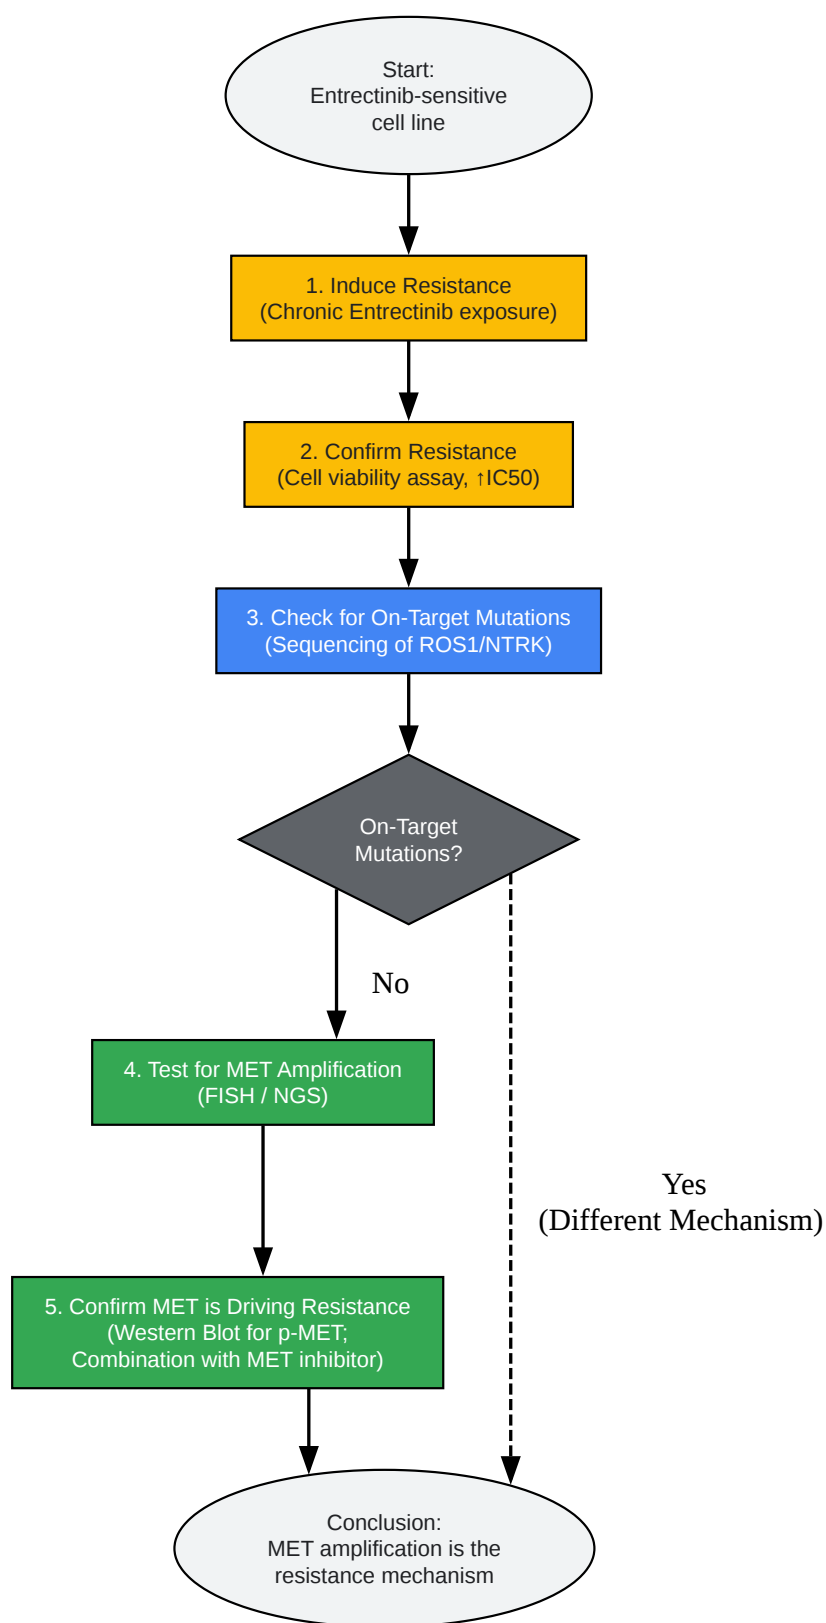 Start:
Entrectinib-sensitive
cell line
1. Induce Resistance
(Chronic Entrectinib exposure)
2. Confirm Resistance
(Cell viability assay, ↑IC50)
3. Check for On-Target Mutations
(Sequencing of ROS1/NTRK)
On-Target
Mutations?
No
4. Test for MET Amplification
(FISH / NGS)
Yes
(Different Mechanism)
5. Confirm MET is Driving Resistance
(Western Blot for p-MET;
Combination with MET inhibitor)
Conclusion:
MET amplification is the
resistance mechanism